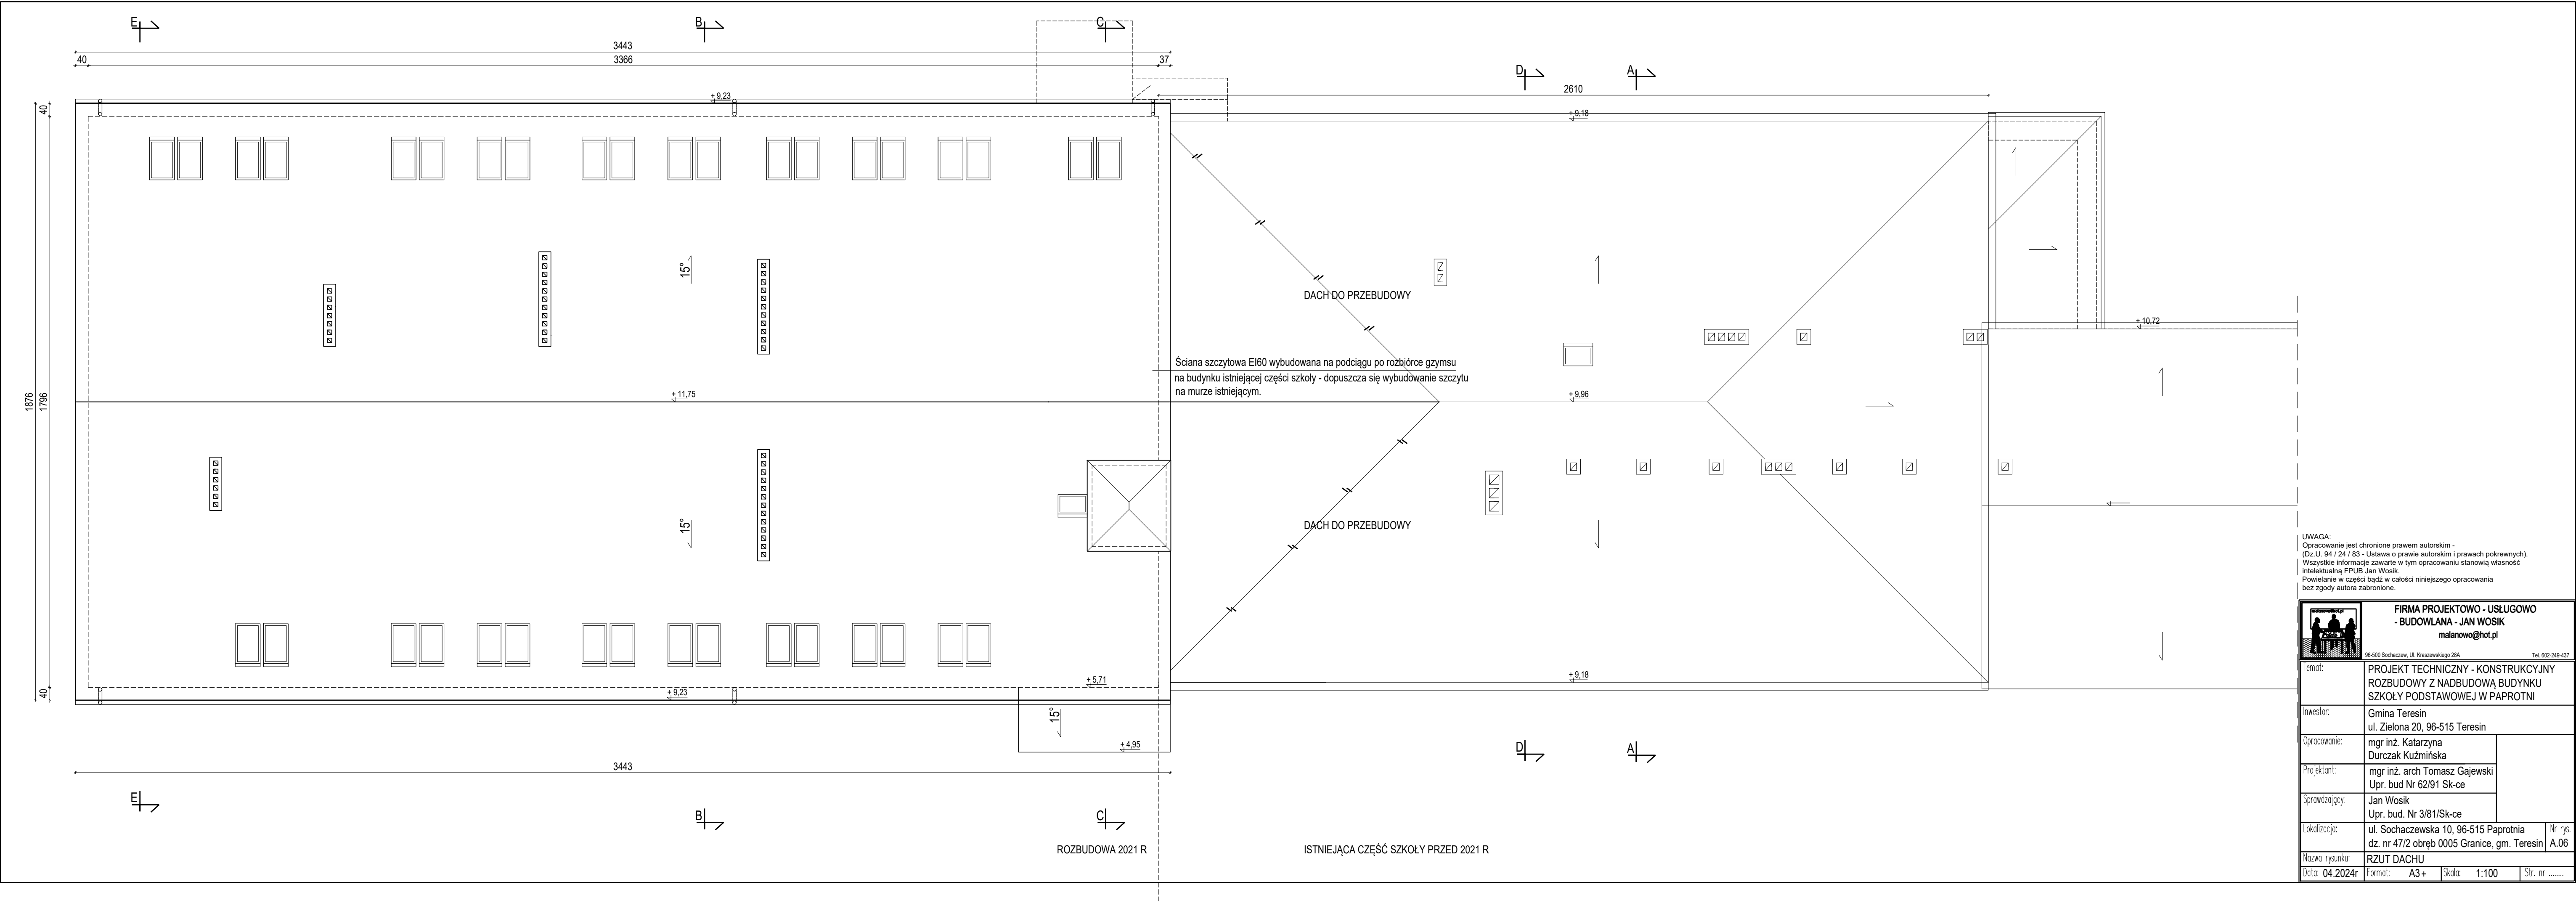 E
B
C
3443
40
3366
37
D
A
2610
+ 9,23
+ 9,18
40
15°
DACH DO PRZEBUDOWY
+ 10,72
Ściana szczytowa EI60 wybudowana na podciągu po rozbiórce gzymsu
na budynku istniejącej części szkoły - dopuszcza się wybudowanie szczytu
na murze istniejącym.
1876
1796
+ 11,75
+ 9,96
15°
DACH DO PRZEBUDOWY
+ 5,71
+ 9,18
40
+ 9,23
15°
+ 4,95
D
A
3443
E
B
C
ROZBUDOWA 2021 R
ISTNIEJĄCA CZĘŚĆ SZKOŁY PRZED 2021 R
UWAGA:
Opracowanie jest chronione prawem autorskim -
(Dz.U. 94 / 24 / 83 - Ustawa o prawie autorskim i prawach pokrewnych).
Wszystkie informacje zawarte w tym opracowaniu stanowią własność
intelektualną FPUB Jan Wosik.
Powielanie w części bądź w całości niniejszego opracowania
bez zgody autora zabronione.
FIRMA PROJEKTOWO - USŁUGOWO
- BUDOWLANA - JAN WOSIK
malanowo@hot.pl
96-500 Sochaczew, Ul. Kraszewskiego 28A Tel. 602-249-437
Temat:
PROJEKT TECHNICZNY - KONSTRUKCYJNY
ROZBUDOWY Z NADBUDOWĄ BUDYNKU
SZKOŁY PODSTAWOWEJ W PAPROTNI
Inwestor:
Gmina Teresin
ul. Zielona 20, 96-515 Teresin
Opracowanie:
mgr inż. Katarzyna
Durczak Kuźmińska
Projektant:
mgr inż. arch Tomasz Gajewski
Upr. bud Nr 62/91 Sk-ce
Sprawdzający:
Jan Wosik
Upr. bud. Nr 3/81/Sk-ce
Lokalizacja:
ul. Sochaczewska 10, 96-515 Paprotnia
dz. nr 47/2 obręb 0005 Granice, gm. Teresin
Nr rys.
A.06
Nazwa rysunku:
RZUT DACHU
Data: 04.2024r Format: A3+ Skala: 1:100 Str. nr ........